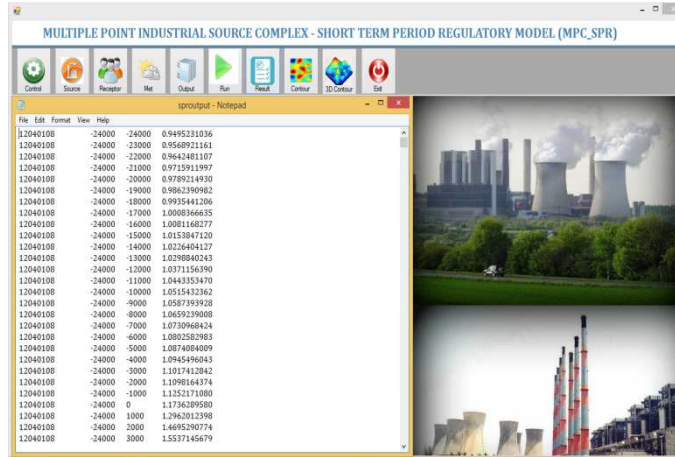 MULTIPLE POINT INDUSTRIAL SOURCE COMPLEX - SHORT TERM PERIOD REGULATORY MODEL (MPC_SPR)
Control Source Receptor Met Output Run Result Contour 3D Contour Exit
sproutput - Notepad
File Edit Format View Help
12040108 -24000 -24000 0.9495231036
12040108 -24000 -23000 0.9568921161
12040108 -24000 -22000 0.9642481107
12040108 -24000 -21000 0.9715911997
12040108 -24000 -20000 0.9789214930
12040108 -24000 -19000 0.9862390982
12040108 -24000 -18000 0.9935441206
12040108 -24000 -17000 1.0008366635
12040108 -24000 -16000 1.0081168277
12040108 -24000 -15000 1.0153847120
12040108 -24000 -14000 1.0226404127
12040108 -24000 -13000 1.0298840243
12040108 -24000 -12000 1.0371156390
12040108 -24000 -11000 1.0443353470
12040108 -24000 -10000 1.0515432362
12040108 -24000 -9000 1.0587393928
12040108 -24000 -8000 1.0659239008
12040108 -24000 -7000 1.0730968424
12040108 -24000 -6000 1.0802582983
12040108 -24000 -5000 1.0874084009
12040108 -24000 -4000 1.0945496043
12040108 -24000 -3000 1.1017412842
12040108 -24000 -2000 1.1098164374
12040108 -24000 -1000 1.1252171080
12040108 -24000 0 1.1736289580
12040108 -24000 1000 1.2962012398
12040108 -24000 2000 1.4695290774
12040108 -24000 3000 1.5537145679